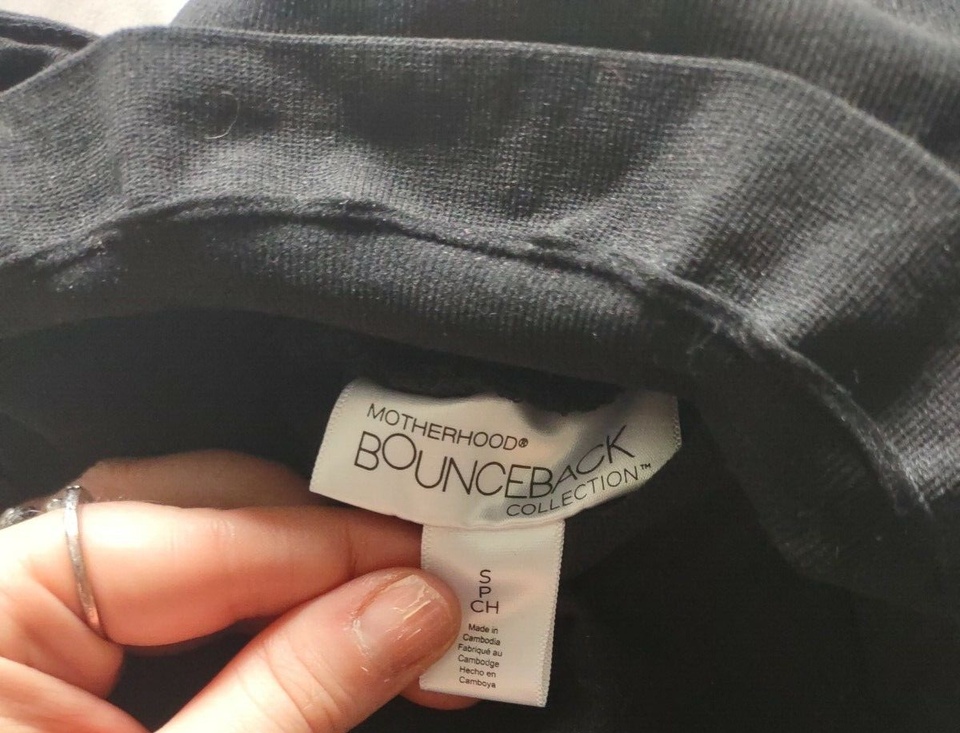 MOTHERHOOD®
BOUNCEBACK
COLLECTION™
S
P
CH
Made in
Cambodia
Fabriqué au
Cambodge
Hecho en
Camboya